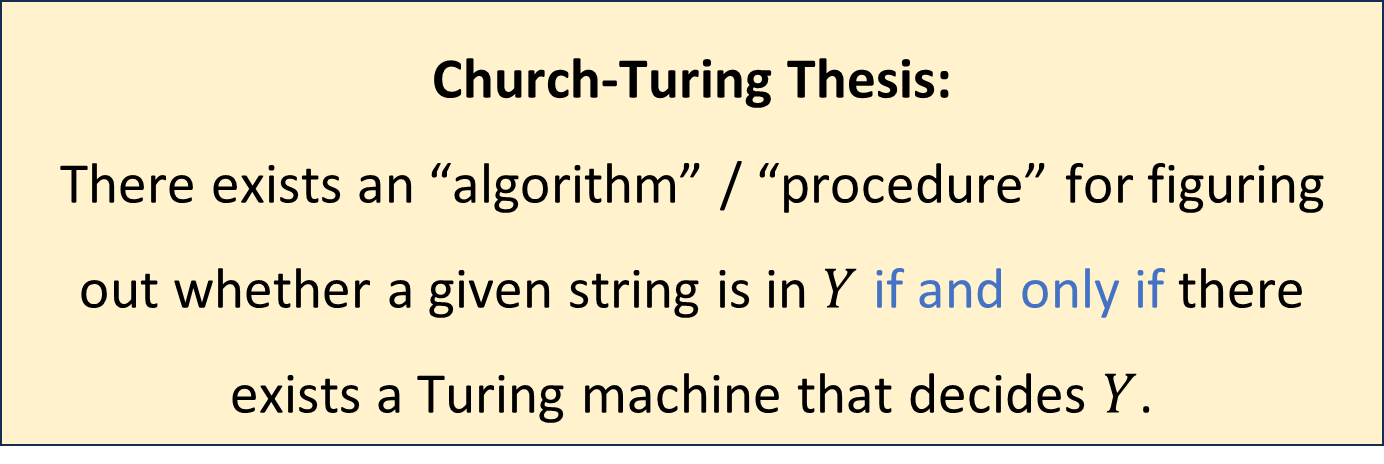 Church-Turing Thesis:
There exists an “algorithm” / “procedure” for figuring
out whether a given string is in 𝑌 if and only if there
exists a Turing machine that decides 𝑌.